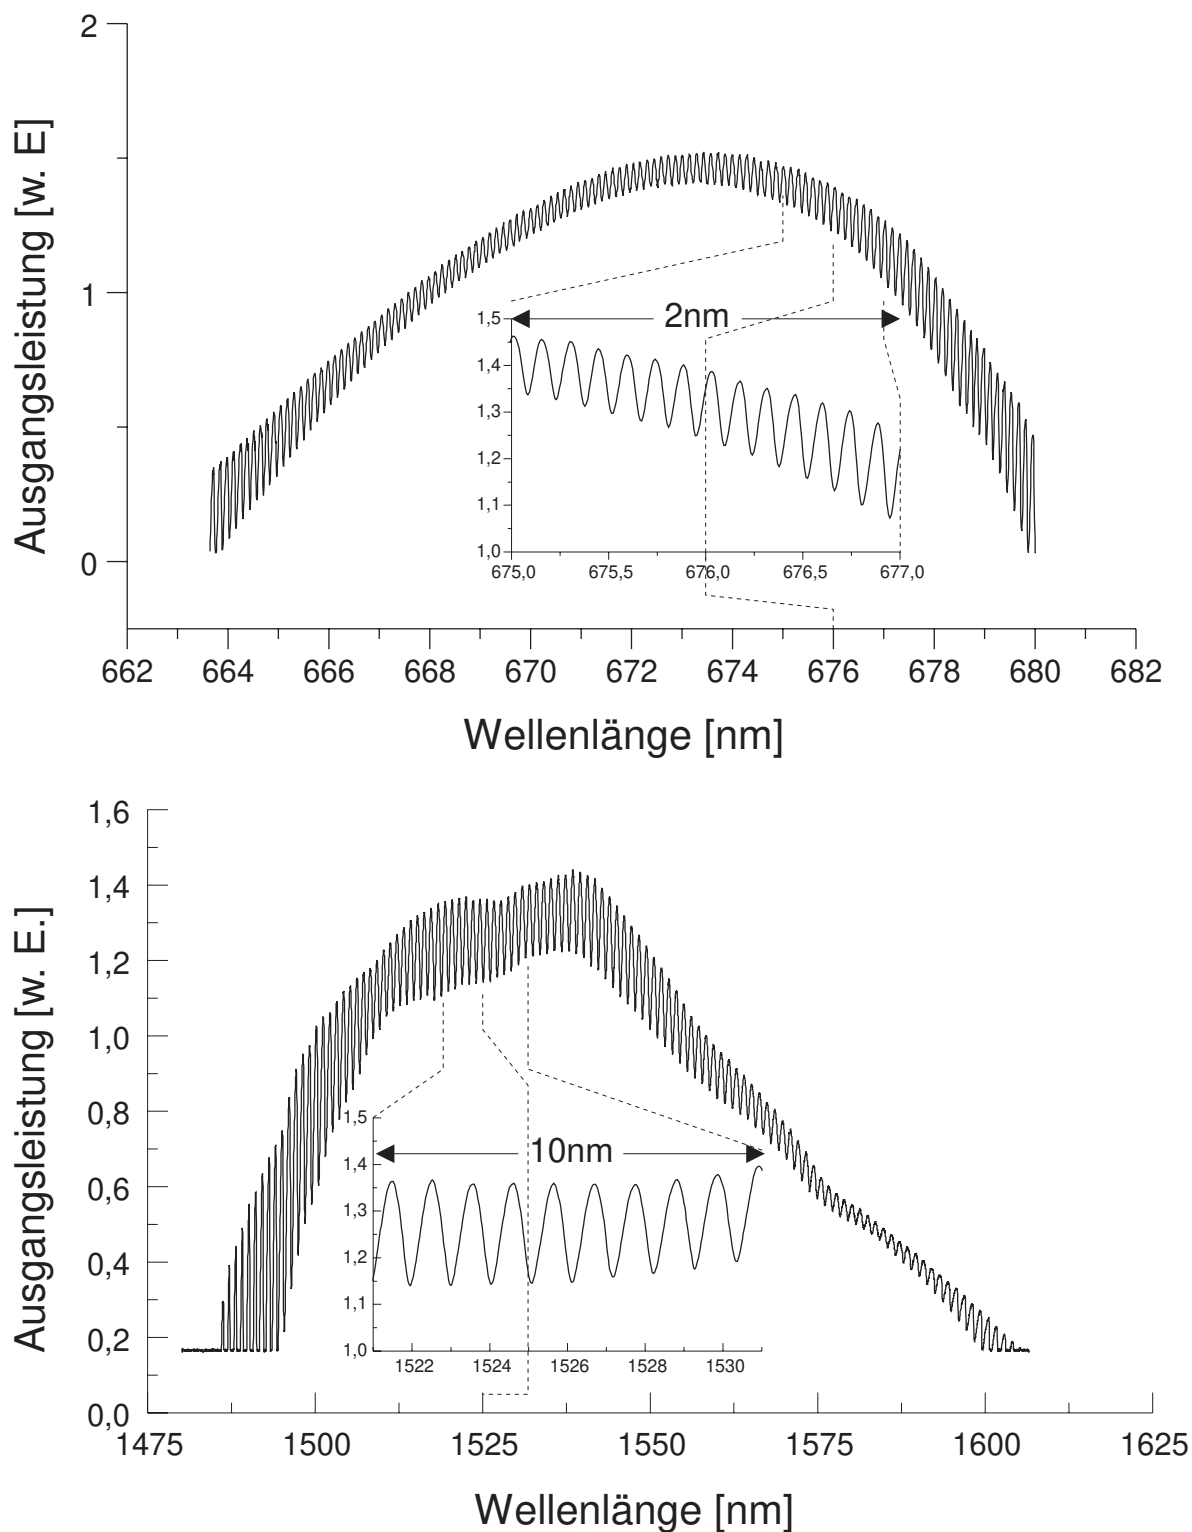 2
1
0
Ausgangsleistung [w. E]
2nm
1,5
1,4
1,3
1,2
1,1
1,0
675,0 675,5 676,0 676,5 677,0
662 664 666 668 670 672 674 676 678 680 682
Wellenlänge [nm]
1,6
1,4
1,2
1,0
0,8
0,6
0,4
0,2
0,0
Ausgangsleistung [w. E.]
1,5
10nm
1,4
1,3
1,2
1,1
1,0
1522 1524 1526 1528 1530
1475 1500 1525 1550 1575 1600 1625
Wellenlänge [nm]